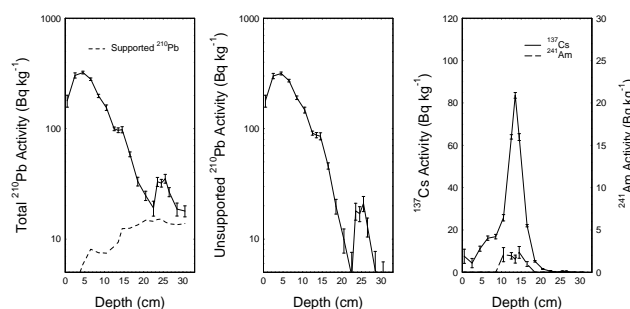 Total ²¹⁰Pb Activity (Bq kg⁻¹)
1000
100
10
Supported ²¹⁰Pb
0 5 10 15 20 25 30
Depth (cm)
Unsupported ²¹⁰Pb Activity (Bq kg⁻¹)
1000
100
10
0 5 10 15 20 25 30
Depth (cm)
¹³⁷Cs Activity (Bq kg⁻¹)
120
100
80
60
40
20
0
¹³⁷Cs
²⁴¹Am
0 5 10 15 20 25 30
Depth (cm)
30
25
20
15
10
5
0
²⁴¹Am Activity (Bq kg⁻¹)